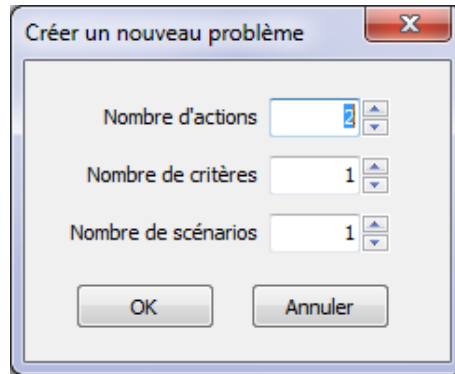 Créer un nouveau problème
Nombre d'actions 2
Nombre de critères 1
Nombre de scénarios 1
OK Annuler